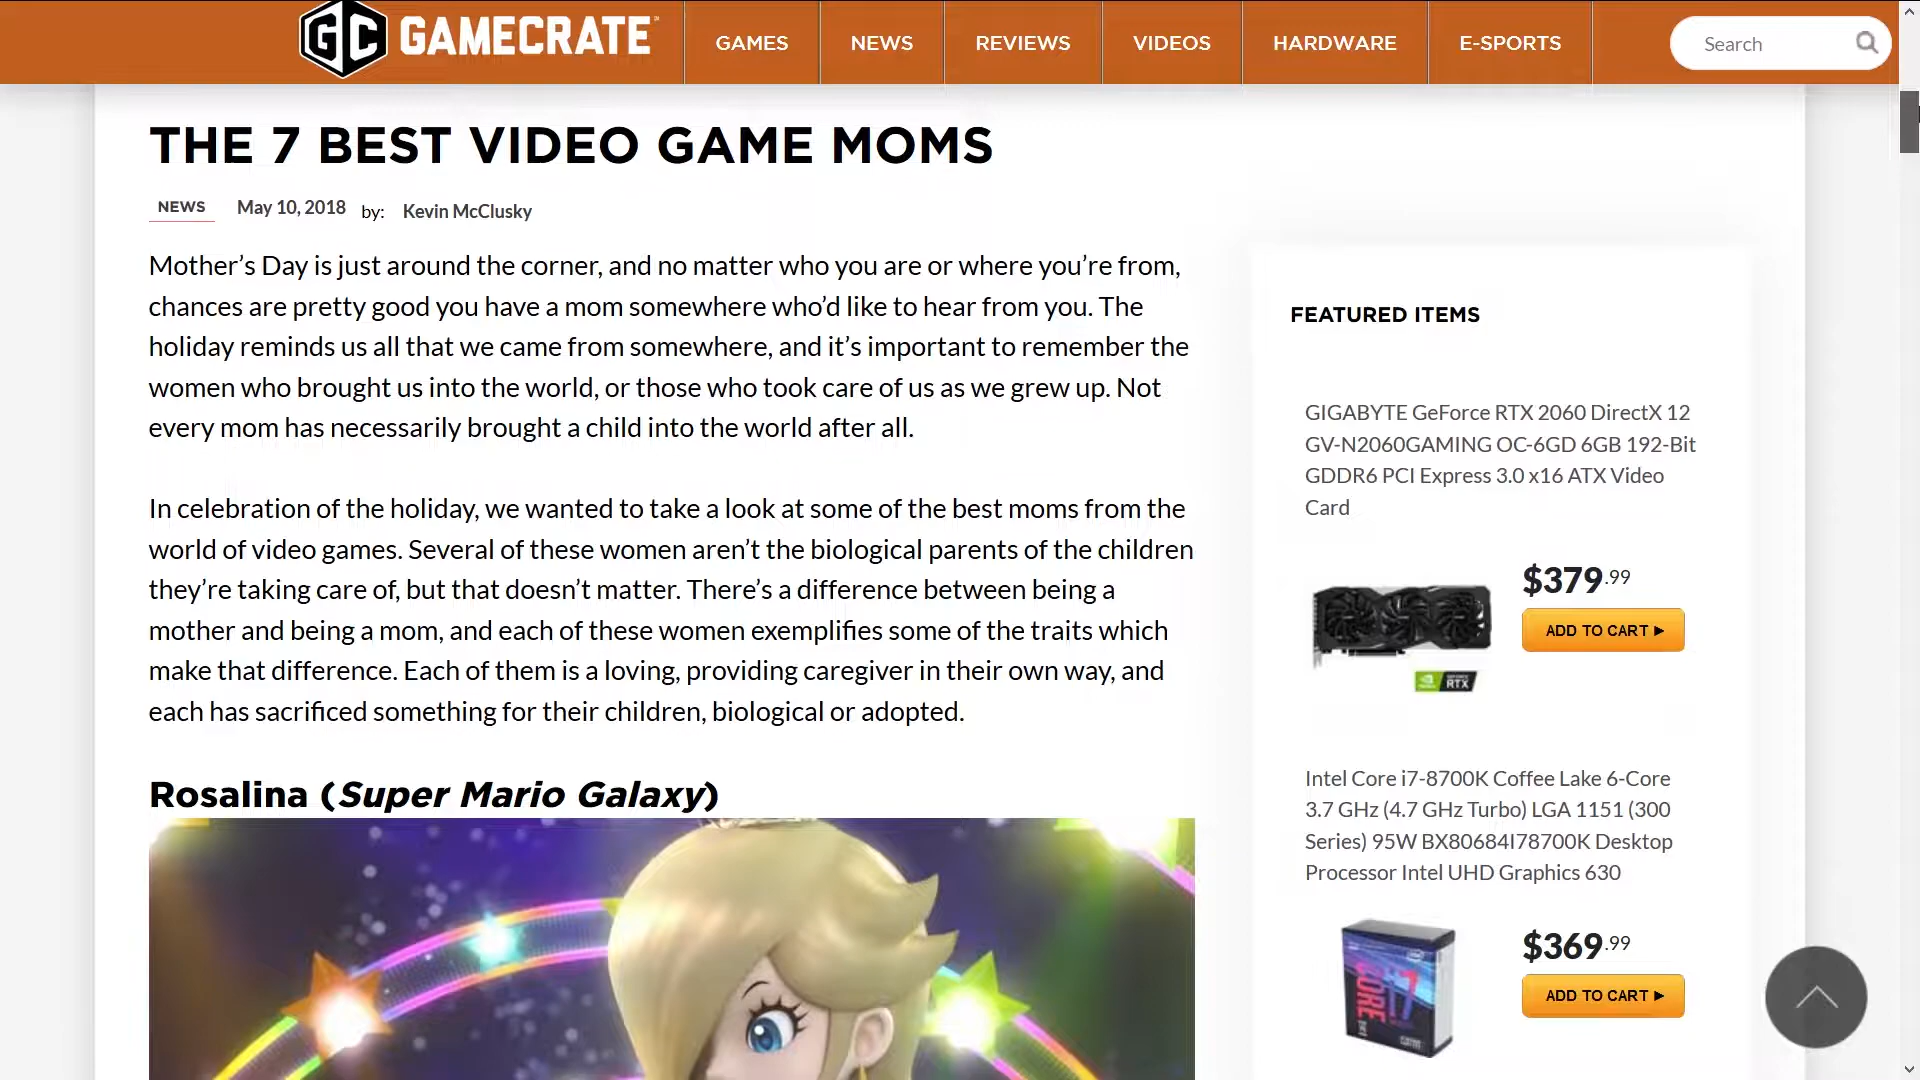 GC GAMECRATE
GAMES
NEWS
REVIEWS
VIDEOS
HARDWARE
E-SPORTS
Search
THE 7 BEST VIDEO GAME MOMS
NEWS May 10, 2018 by: Kevin McClusky
Mother’s Day is just around the corner, and no matter who you are or where you’re from,
chances are pretty good you have a mom somewhere who’d like to hear from you. The
holiday reminds us all that we came from somewhere, and it’s important to remember the
women who brought us into the world, or those who took care of us as we grew up. Not
every mom has necessarily brought a child into the world after all.
In celebration of the holiday, we wanted to take a look at some of the best moms from the
world of video games. Several of these women aren’t the biological parents of the children
they’re taking care of, but that doesn’t matter. There’s a difference between being a
mother and being a mom, and each of these women exemplifies some of the traits which
make that difference. Each of them is a loving, providing caregiver in their own way, and
each has sacrificed something for their children, biological or adopted.
Rosalina (Super Mario Galaxy)
FEATURED ITEMS
GIGABYTE GeForce RTX 2060 DirectX 12
GV-N2060GAMING OC-6GD 6GB 192-Bit
GDDR6 PCI Express 3.0 x16 ATX Video
Card
$379.99
ADD TO CART ▶
RTX
Intel Core i7-8700K Coffee Lake 6-Core
3.7 GHz (4.7 GHz Turbo) LGA 1151 (300
Series) 95W BX80684I78700K Desktop
Processor Intel UHD Graphics 630
$369.99
ADD TO CART ▶
CORE i7